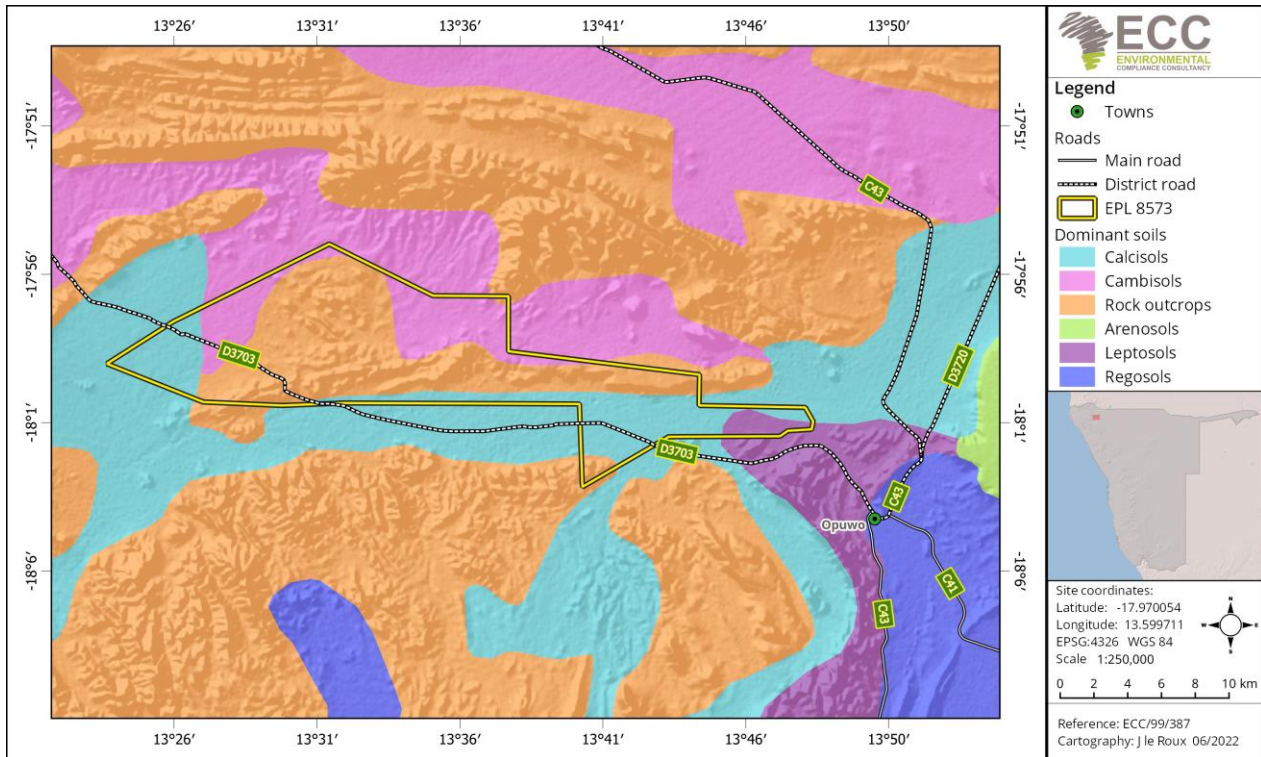 13°26′ 13°31′ 13°36′ 13°41′ 13°46′ 13°50′
-17°51′ -17°51′
-17°56′ -17°56′
-18°1′ -18°1′
-18°6′ -18°6′
C43
D3703
D3720
D3703
C43
Opuwo
C41
C43
13°26′ 13°31′ 13°36′ 13°41′ 13°46′ 13°50′
ECC
ENVIRONMENTAL
COMPLIANCE CONSULTANCY
Legend
Towns
Roads
Main road
District road
EPL 8573
Dominant soils
Calcisols
Cambisols
Rock outcrops
Arenosols
Leptosols
Regosols
Site coordinates:
Latitude: -17.970054
Longitude: 13.599711
EPSG:4326 WGS 84
Scale 1:250,000
N
W E
S
0 2 4 6 8 10 km
Reference: ECC/99/387
Cartography: J le Roux 06/2022